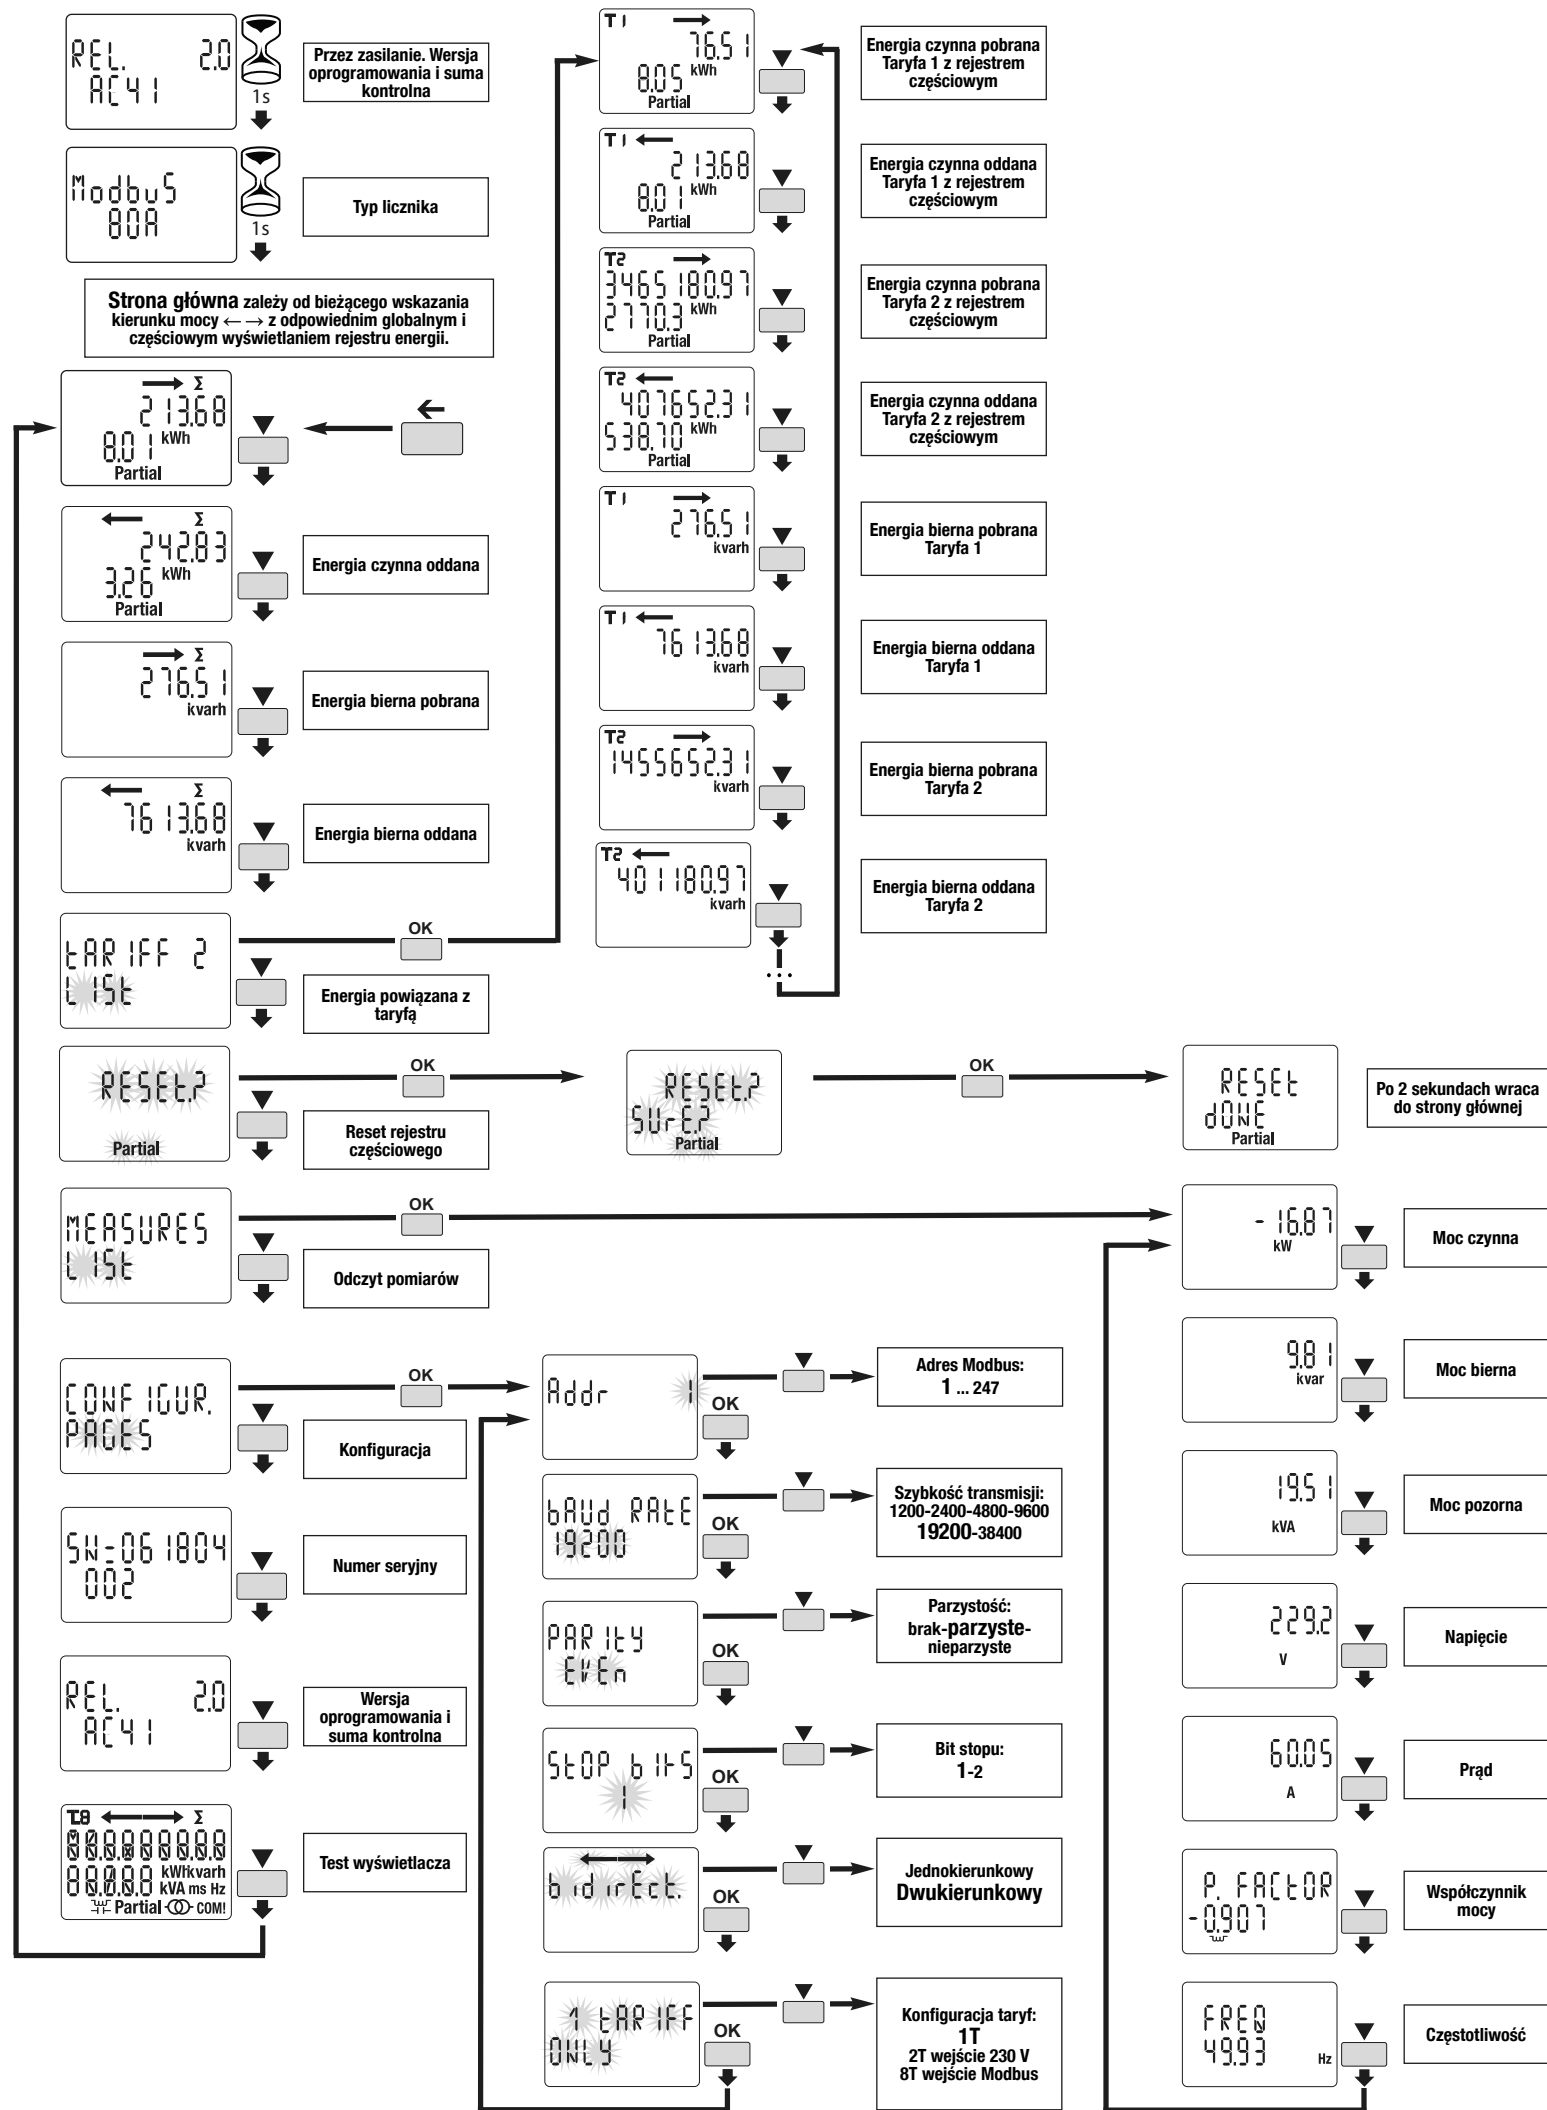 REL. 2.0
AC41
1s
Przez zasilanie. Wersja
oprogramowania i suma
kontrolna
Modbus
80A
1s
Typ licznika
Strona główna zależy od bieżącego wskazania
kierunku mocy ←→ z odpowiednim globalnym i
częściowym wyświetlaniem rejestru energii.
→ Σ
213.68
8.01 kWh
Partial
←
← Σ
242.83
3.26 kWh
Partial
Energia czynna oddana
→ Σ
276.51
kvarh
Energia bierna pobrana
← Σ
7613.68
kvarh
Energia bierna oddana
tARIFF 2
LISt
OK
Energia powiązana z
taryfą
T1 →
76.51
8.05 kWh
Partial
Energia czynna pobrana
Taryfa 1 z rejestrem
częściowym
T1 ←
213.68
8.01 kWh
Partial
Energia czynna oddana
Taryfa 1 z rejestrem
częściowym
T2 →
3465180.97
2770.3 kWh
Partial
Energia czynna pobrana
Taryfa 2 z rejestrem
częściowym
T2 ←
407652.31
538.70 kWh
Partial
Energia czynna oddana
Taryfa 2 z rejestrem
częściowym
T1 →
276.51
kvarh
Energia bierna pobrana
Taryfa 1
T1 ←
7613.68
kvarh
Energia bierna oddana
Taryfa 1
T2 →
1455652.31
kvarh
Energia bierna pobrana
Taryfa 2
T2 ←
401180.97
kvarh
Energia bierna oddana
Taryfa 2
...
RESEt.?
Partial
OK
Reset rejestru
częściowego
RESEt.?
SUrE.?
Partial
OK
RESEt
dONE
Partial
Po 2 sekundach wraca
do strony głównej
MEASURES
LISt
OK
Odczyt pomiarów
-16.87
kW
Moc czynna
9.81
kvar
Moc bierna
19.51
kVA
Moc pozorna
229.2
V
Napięcie
60.05
A
Prąd
P. FACtOR
-0.907
Współczynnik
mocy
FREQ
49.93 Hz
Częstotliwość
CONFIGUR.
PAGES
OK
Konfiguracja
Addr 1
OK
Adres Modbus:
1 ... 247
bAUd RAtE
19200
OK
Szybkość transmisji:
1200-2400-4800-9600
19200-38400
PARItY
EVEn
OK
Parzystość:
brak-parzyste-
nieparzyste
StOP bItS
1
OK
Bit stopu:
1-2
← →
bidirEct.
OK
Jednokierunkowy
Dwukierunkowy
1 tARIFF
ONLY
OK
Konfiguracja taryf:
1T
2T wejście 230 V
8T wejście Modbus
SN:061804
002
Numer seryjny
REL. 2.0
AC41
Wersja
oprogramowania i
suma kontrolna
T.8 ← → Σ
kWh kvarh
kVA ms Hz
Partial COM!
Test wyświetlacza